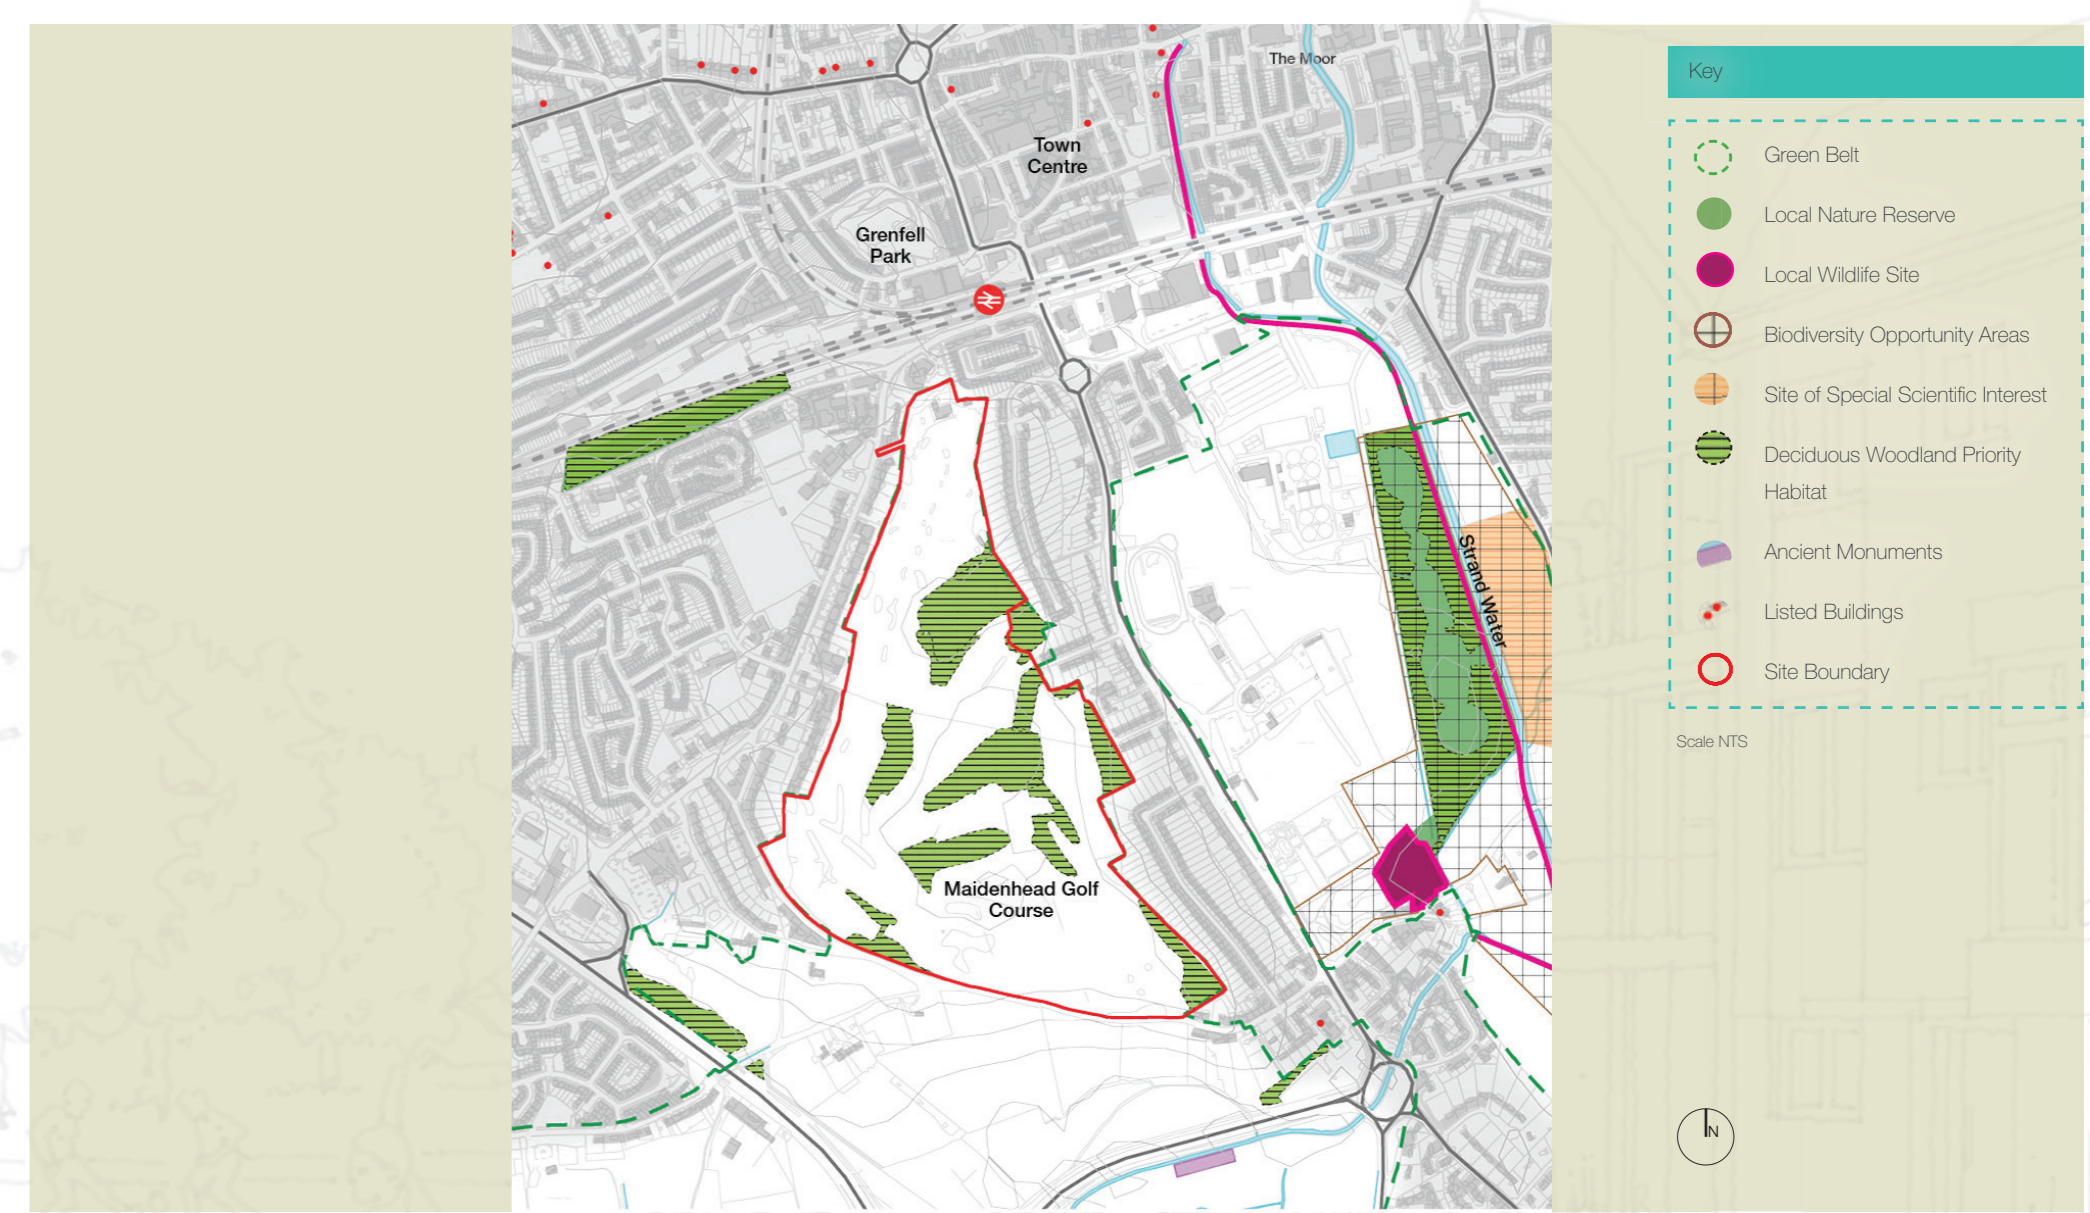 The Moor
Town
Centre
Grenfell
Park
Strand Water
Maidenhead Golf
Course
Key
Green Belt
Local Nature Reserve
Local Wildlife Site
Biodiversity Opportunity Areas
Site of Special Scientific Interest
Deciduous Woodland Priority
Habitat
Ancient Monuments
Listed Buildings
Site Boundary
Scale NTS
N